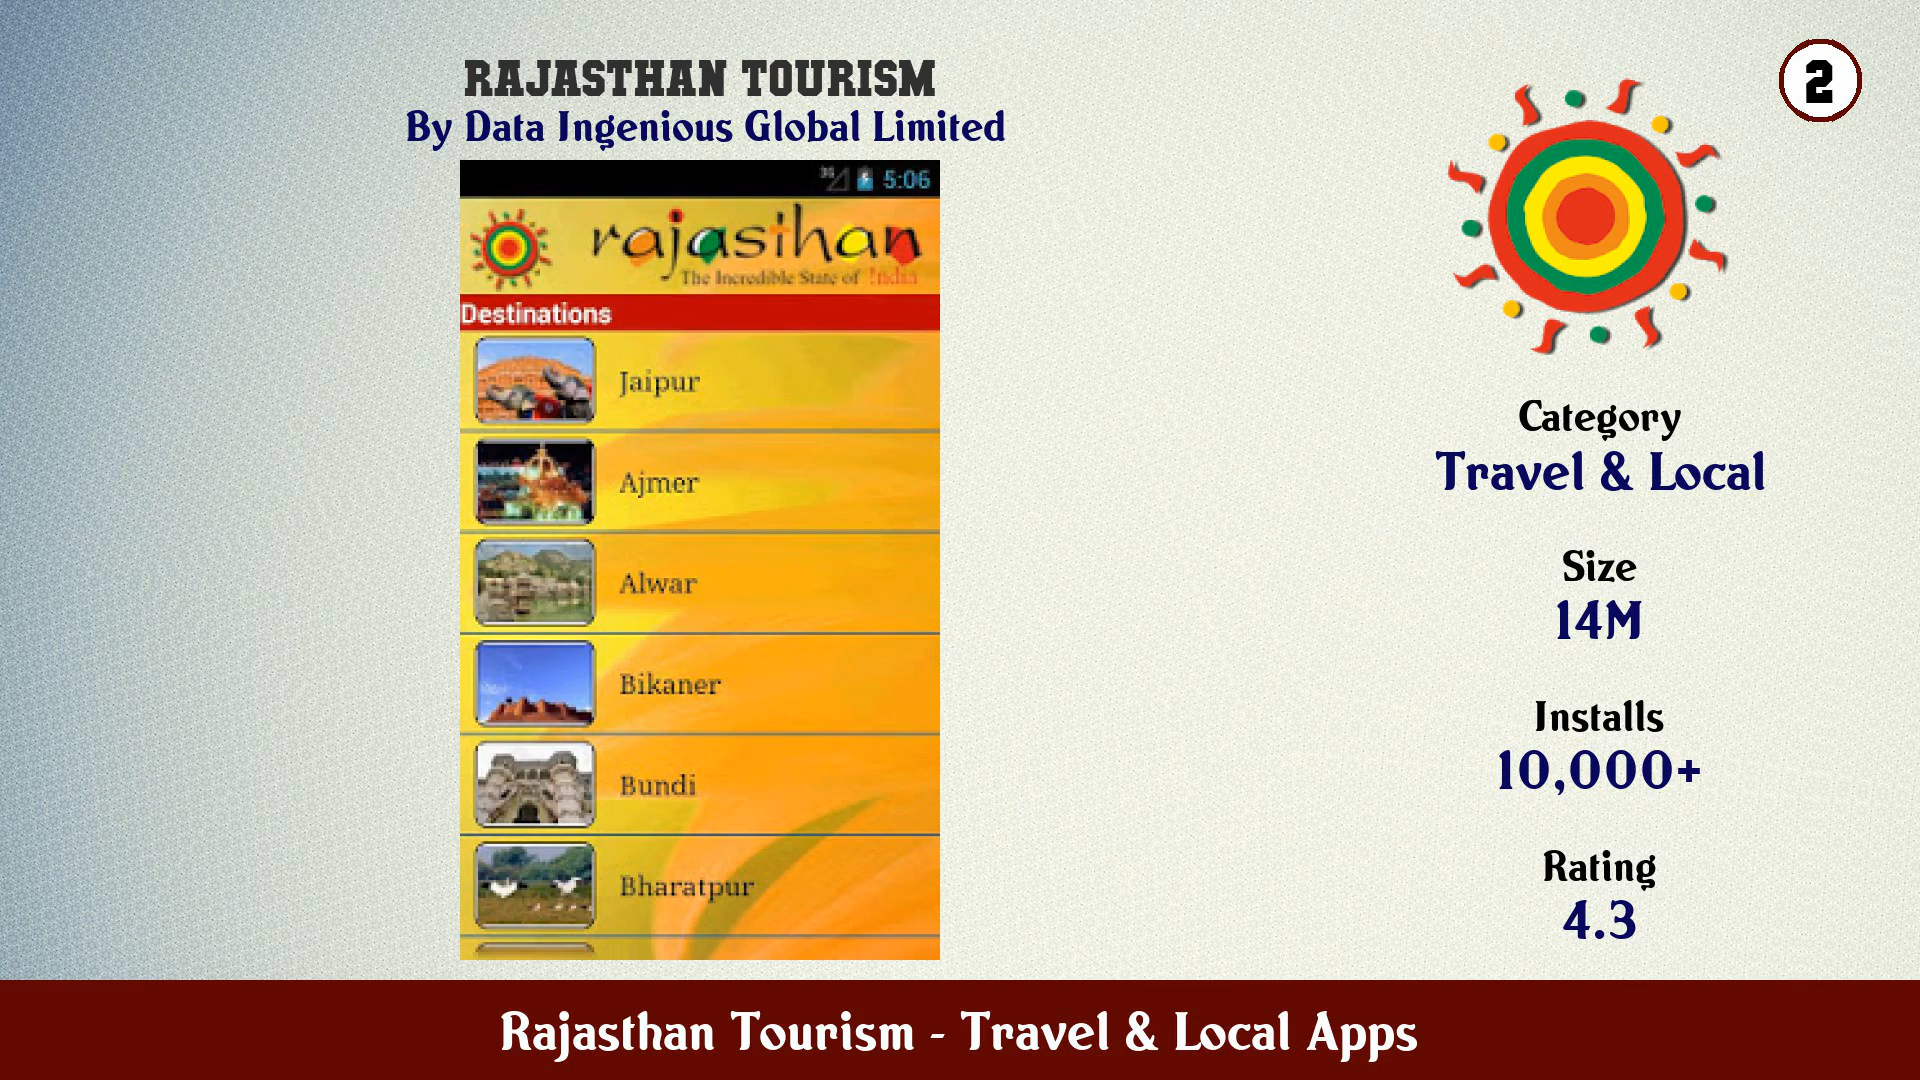 RAJASTHAN TOURISM
By Data Ingenious Global Limited
2
3G
5:06
rajasthan
The Incredible State of !ndia
Destinations
Jaipur
Ajmer
Alwar
Bikaner
Bundi
Bharatpur
Category
Travel & Local
Size
14M
Installs
10,000+
Rating
4.3
Rajasthan Tourism - Travel & Local Apps